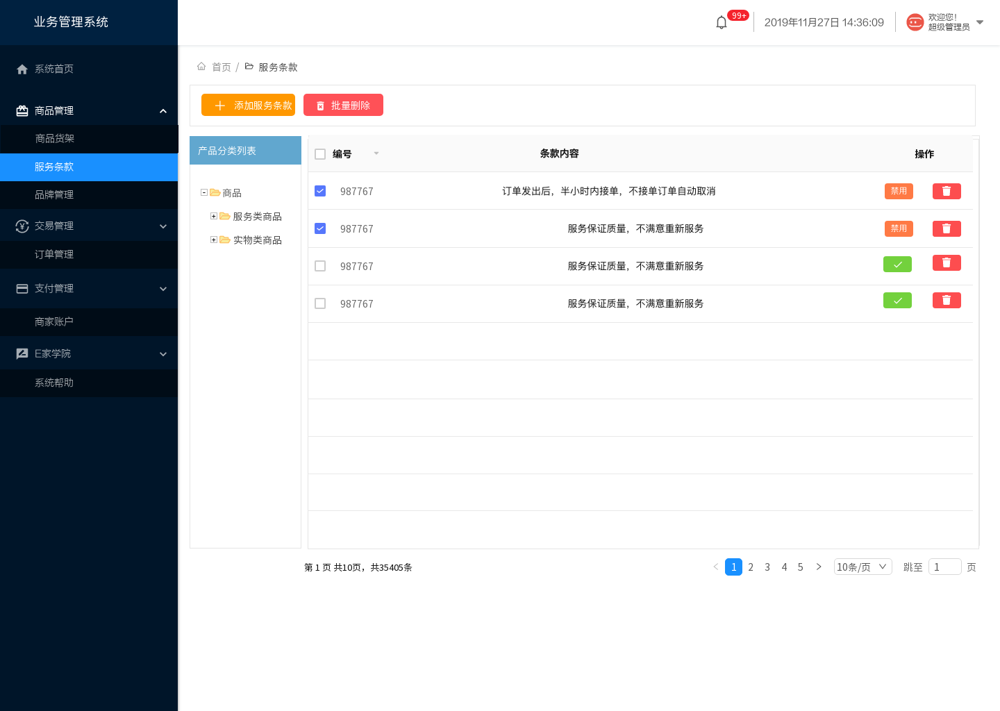 业务管理系统
99+
2019年11月27日 14:36:09
欢迎您!
超级管理员
系统首页
商品管理
商品货架
服务条款
品牌管理
交易管理
订单管理
支付管理
商家账户
E家学院
系统帮助
首页 / 服务条款
添加服务条款 批量删除
产品分类列表
商品
服务类商品
实物类商品
编号 条款内容 操作
987767 订单发出后，半小时内接单，不接单订单自动取消 禁用
987767 服务保证质量，不满意重新服务 禁用
987767 服务保证质量，不满意重新服务
987767 服务保证质量，不满意重新服务
第 1 页 共10页，共35405条 1 2 3 4 5 10条/页 跳至 1 页